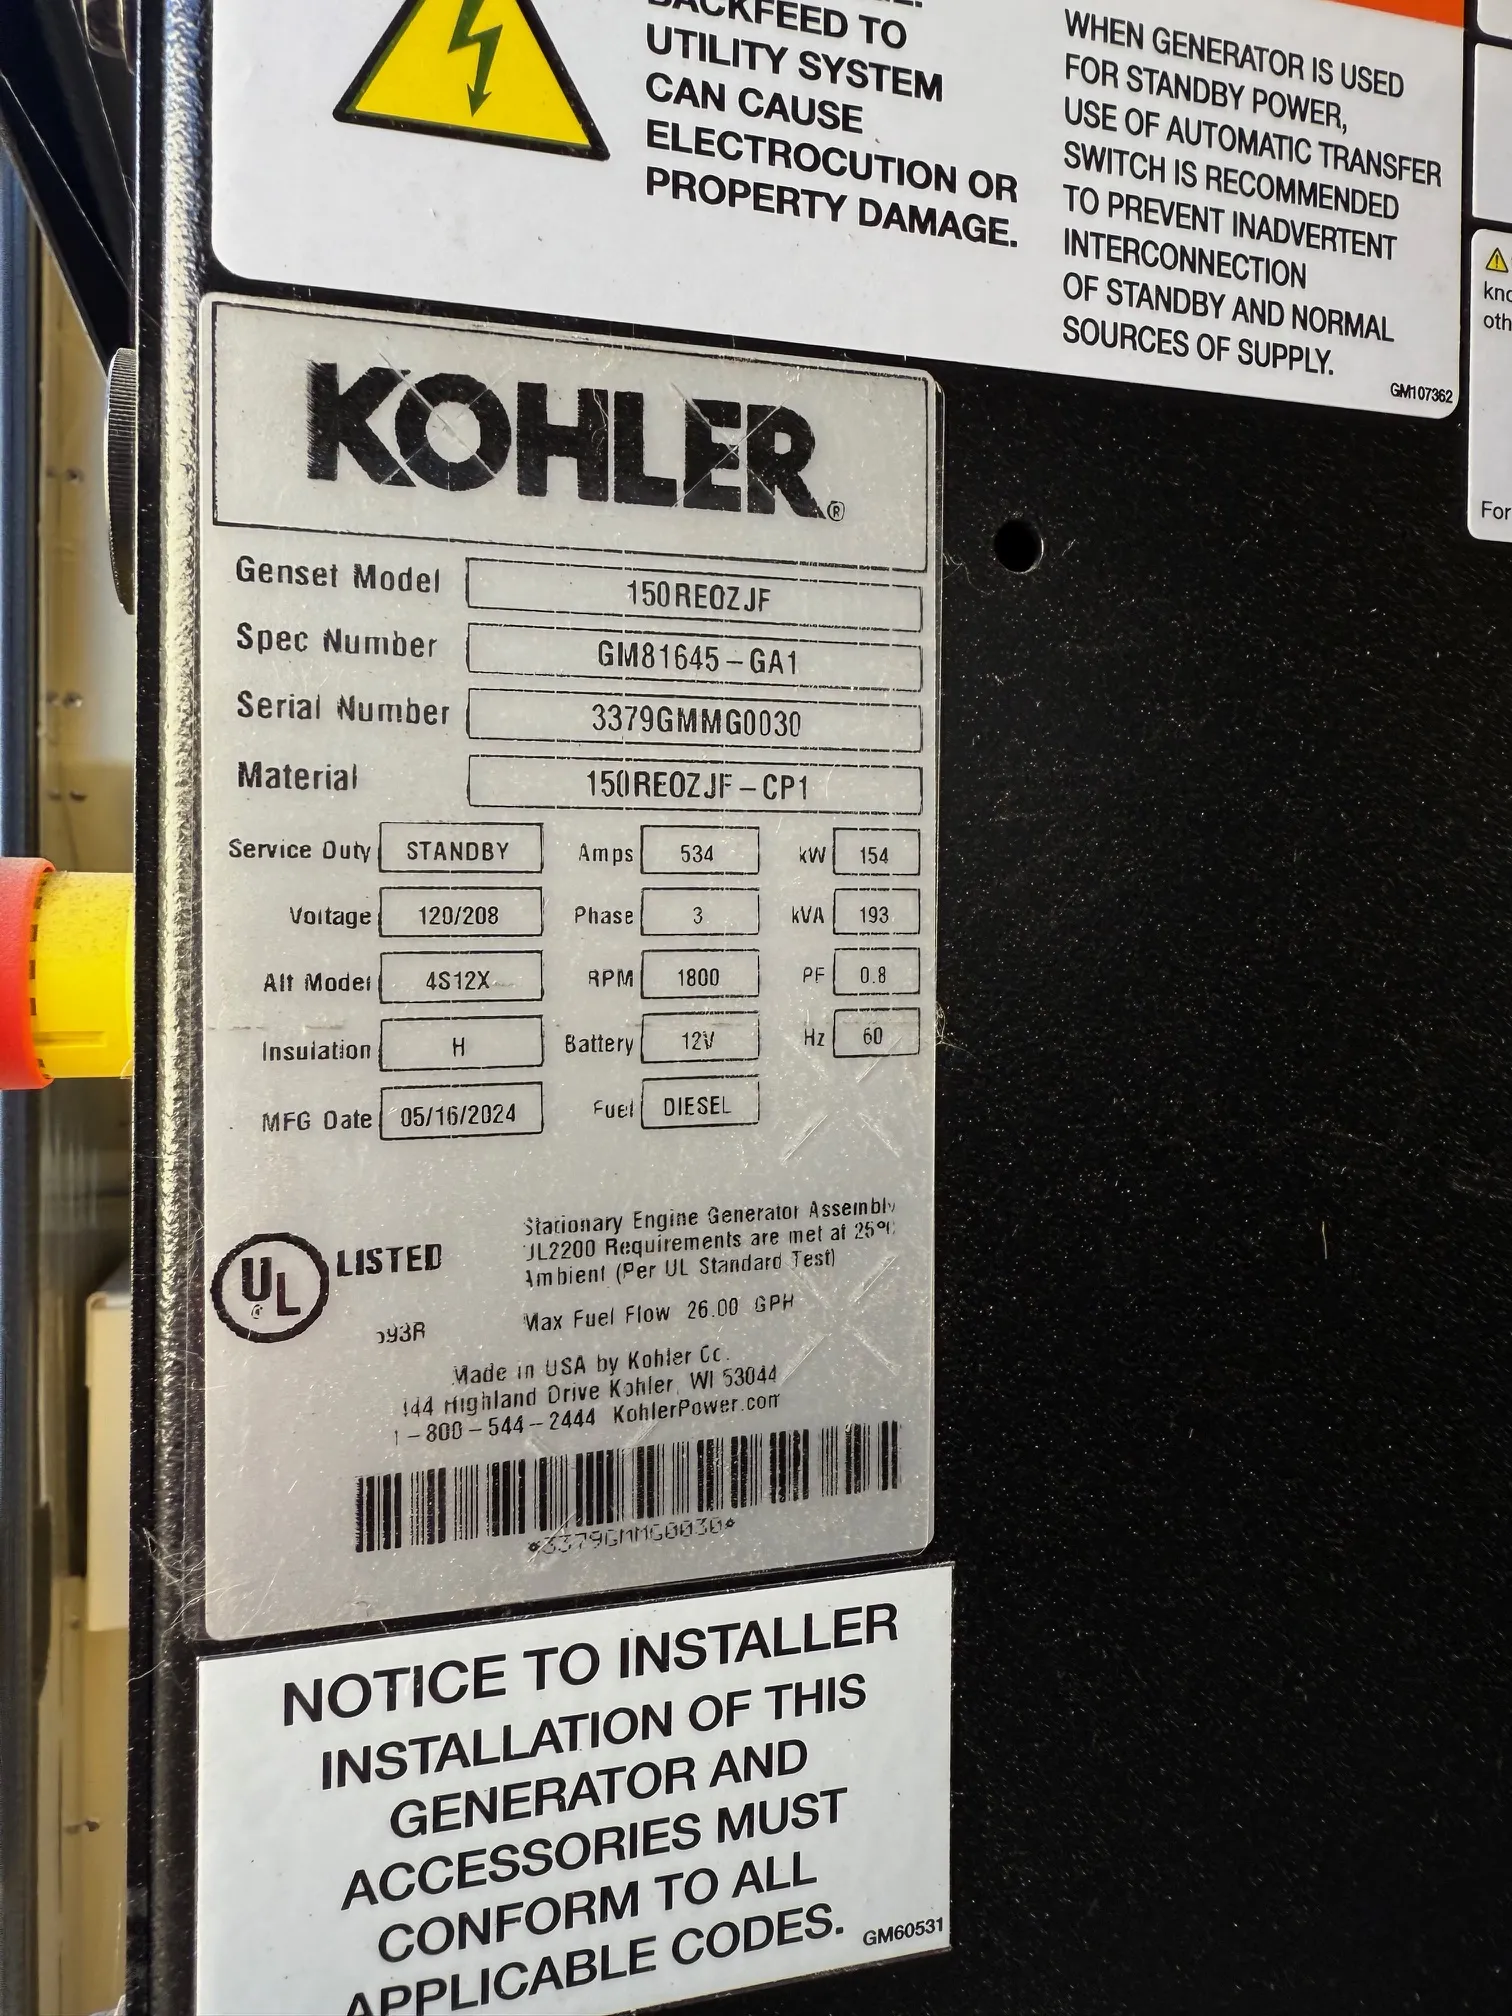 BACKFEED TO
UTILITY SYSTEM
CAN CAUSE
ELECTROCUTION OR
PROPERTY DAMAGE.
WHEN GENERATOR IS USED
FOR STANDBY POWER,
USE OF AUTOMATIC TRANSFER
SWITCH IS RECOMMENDED
TO PREVENT INADVERTENT
INTERCONNECTION
OF STANDBY AND NORMAL
SOURCES OF SUPPLY.
GM107362
For
KOHLER®
Genset Model 150REOZJF
Spec Number GM81645-GA1
Serial Number 3379GMMG0030
Material 150REOZJF-CP1
Service Duty STANDBY Amps 534 kW 154
Voltage 120/208 Phase 3 kVA 193
Alt Model 4S12X RPM 1800 PF 0.8
Insulation H Battery 12V Hz 60
MFG Date 05/16/2024 Fuel DIESEL
UL® LISTED
Stationary Engine Generator Assembly
UL2200 Requirements are met at 25°C
Ambient (Per UL Standard Test)
Max Fuel Flow 26.00 GPH
Made in USA by Kohler Co.
Highland Drive Kohler, WI 53044
1-800-544-2444 KohlerPower.com
*3379GMMG0030*
NOTICE TO INSTALLER
INSTALLATION OF THIS
GENERATOR AND
ACCESSORIES MUST
CONFORM TO ALL
APPLICABLE CODES.
GM60531